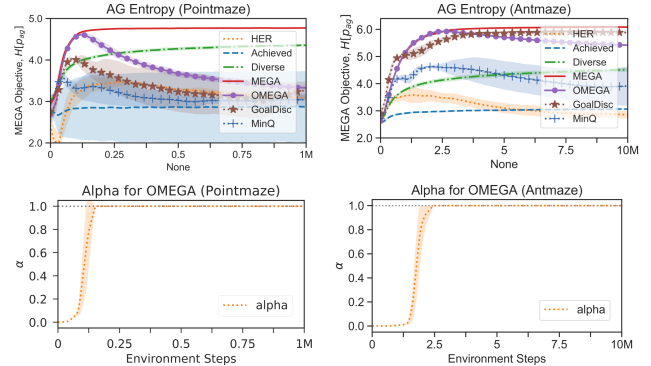 AG Entropy (Pointmaze)
MEGA Objective, H[p_ag]
5.0
4.0
3.0
2.0
HER
Achieved
Diverse
MEGA
OMEGA
GoalDisc
MinQ
0 0.25 0.5 0.75 1M
None
AG Entropy (Antmaze)
MEGA Objective, H[p_ag]
6.0
5.0
4.0
3.0
2.0
HER
Achieved
Diverse
MEGA
OMEGA
GoalDisc
MinQ
0 2.5 5 7.5 10M
None
Alpha for OMEGA (Pointmaze)
α
1.0
0.8
0.6
0.4
0.2
0.0
alpha
0 0.25 0.5 0.75 1M
Environment Steps
Alpha for OMEGA (Antmaze)
α
1.0
0.8
0.6
0.4
0.2
0.0
alpha
0 2.5 5 7.5 10M
Environment Steps